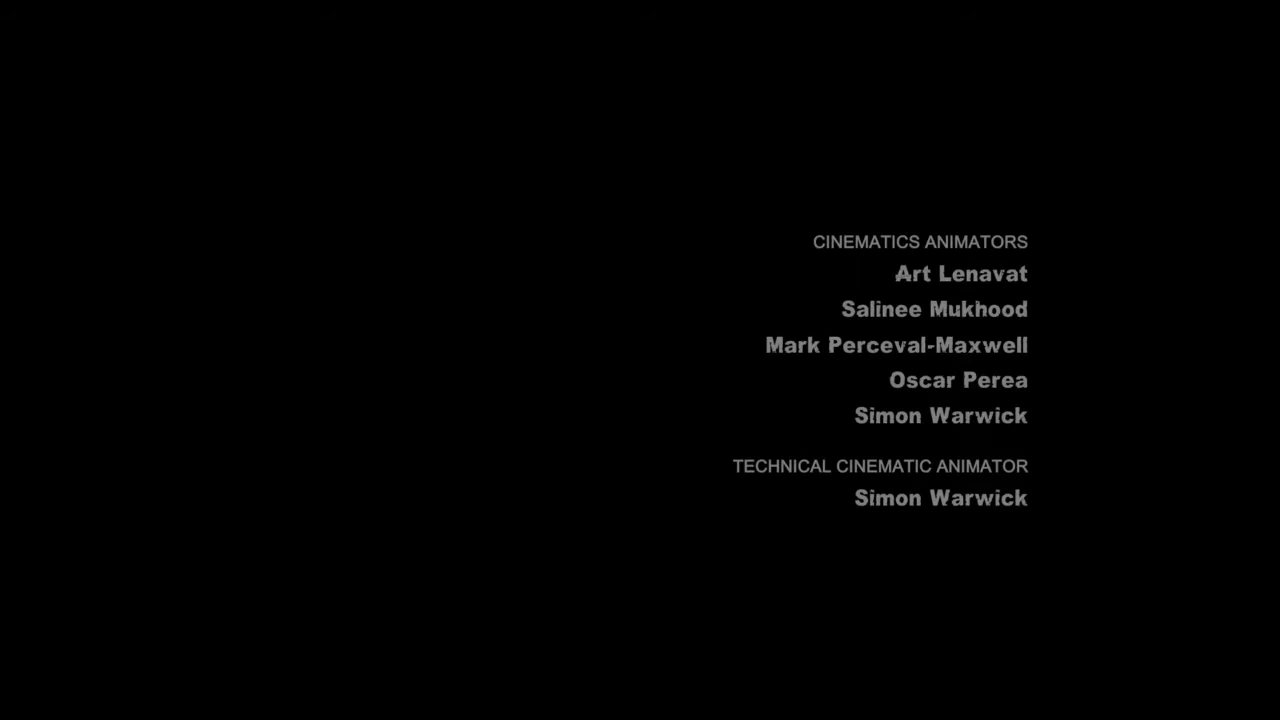 CINEMATICS ANIMATORS
Art Lenavat
Salinee Mukhood
Mark Perceval-Maxwell
Oscar Perea
Simon Warwick
TECHNICAL CINEMATIC ANIMATOR
Simon Warwick